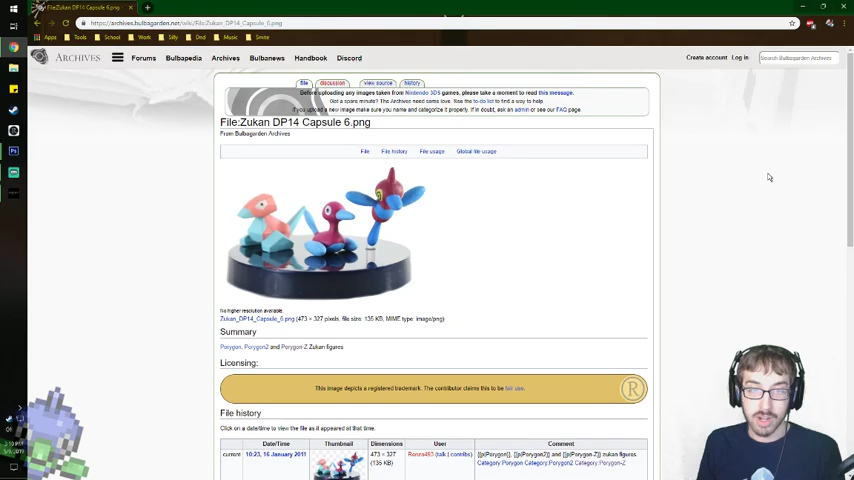 File:Zukan DP14 Capsule 6.png
https://archives.bulbagarden.net/wiki/File:Zukan_DP14_Capsule_6.png
Apps Tools School Work Silly Dnd Music Smite
ARCHIVES Forums Bulbapedia Archives Bulbanews Handbook Discord Create account Log in Search Bulbagarden Archives
file discussion view source history
Before uploading any images taken from Nintendo 3DS games, please take a moment to read this message.
Got a spare minute? The Archives need some love. See the to-do list to find a way to help.
If you upload a new image make sure you name and categorize it properly. If in doubt, ask an admin or see our FAQ page.
File:Zukan DP14 Capsule 6.png
From Bulbagarden Archives
File File history File usage Global file usage
No higher resolution available.
Zukan_DP14_Capsule_6.png (473 × 327 pixels, file size: 135 KB, MIME type: image/png)
Summary
Porygon, Porygon2 and Porygon-Z Zukan figures
Licensing:
This image depicts a registered trademark. The contributor claims this to be fair use.
R
File history
Click on a date/time to view the file as it appeared at that time.
Date/Time Thumbnail Dimensions User Comment
current 10:23, 16 January 2011 473 × 327 (talk | contribs) {{p|Porygon}}, {{p|Porygon2}} and {{p|Porygon-Z}} zukan figures
(135 KB) Category:Porygon Category:Porygon2 Category:Porygon-Z